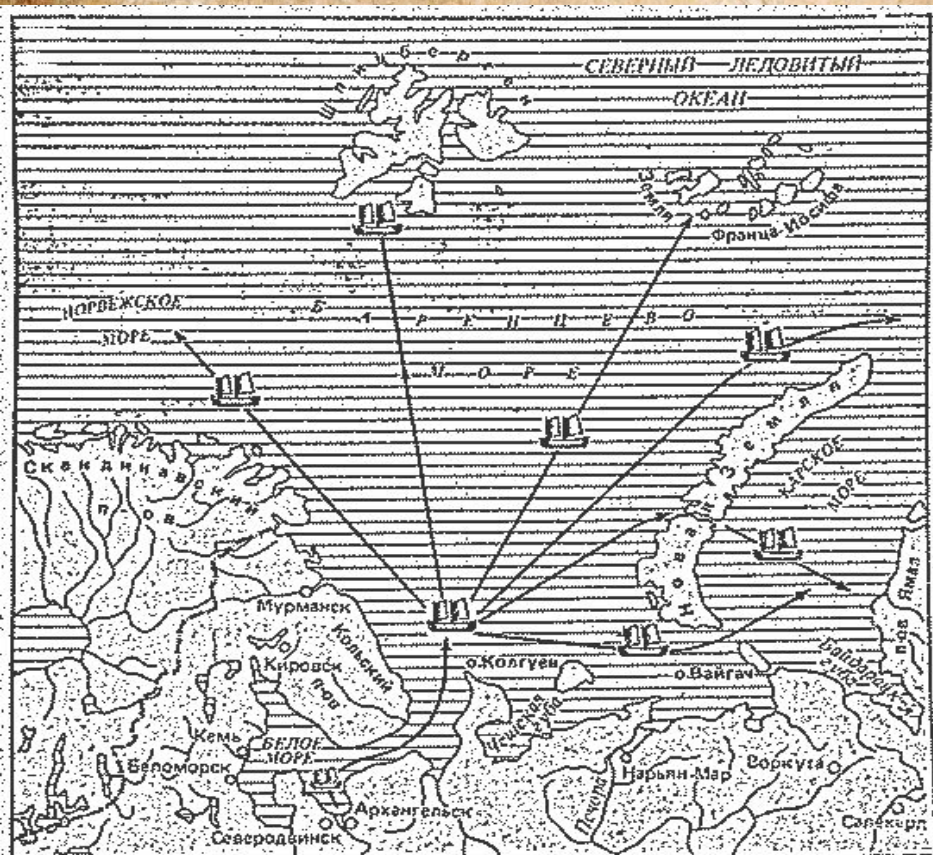 Шпицберген
СЕВЕРНЫЙ ЛЕДОВИТЫЙ
ОКЕАН
Земля
Франца-Иосифа
НОРВЕЖСКОЕ
МОРЕ
БАРЕНЦЕВО
МОРЕ
Новая Земля
КАРСКОЕ
МОРЕ
Скандинавский
п-ов
Ямал
п-ов
Мурманск
Кольский
п-ов
Кировск
о.Колгуев
о.Вайгач
Байдарацкая
губа
Чешская
губа
Кемь
БЕЛОЕ
МОРЕ
Беломорск
Нарьян-Мар
Воркута
Печора
Архангельск
Северодвинск
Салехард